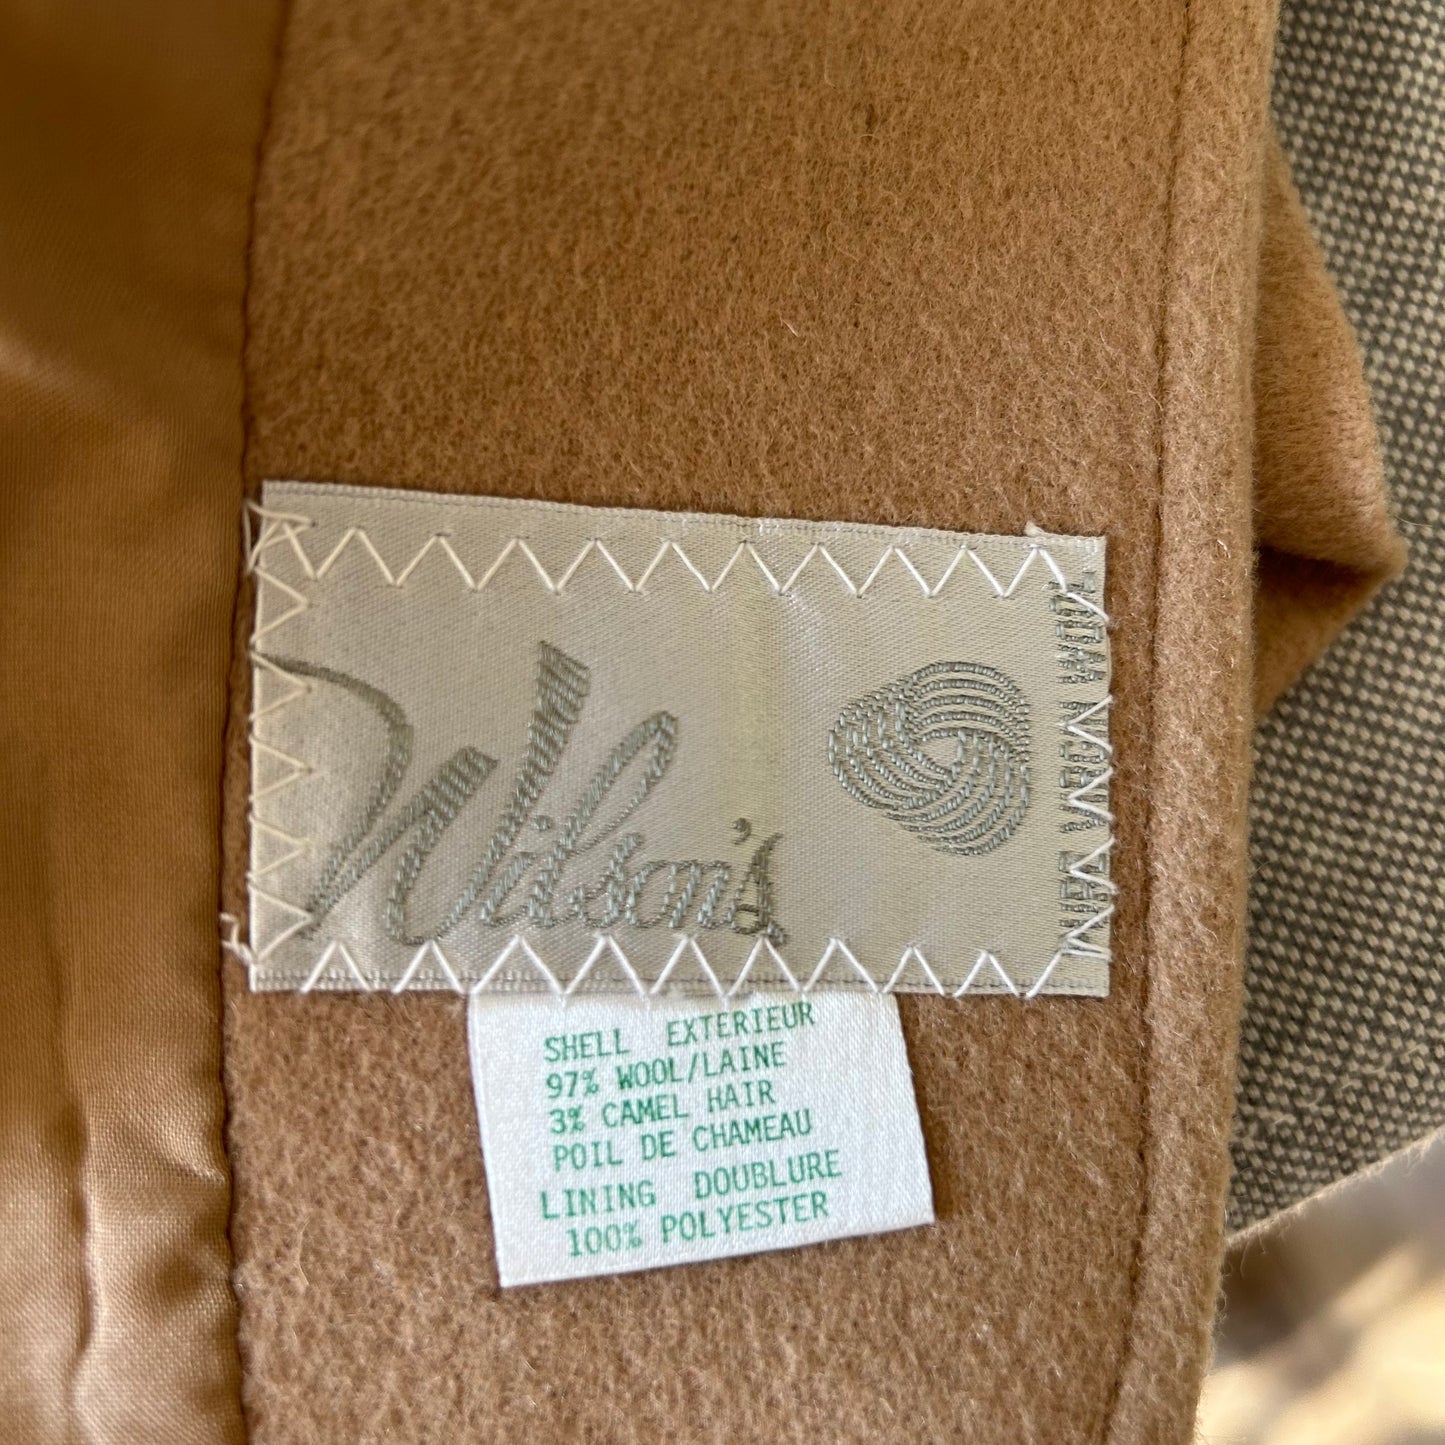 Wilson's
PURE VIRGIN WOOL
SHELL EXTERIEUR
97% WOOL/LAINE
3% CAMEL HAIR
POIL DE CHAMEAU
LINING DOUBLURE
100% POLYESTER